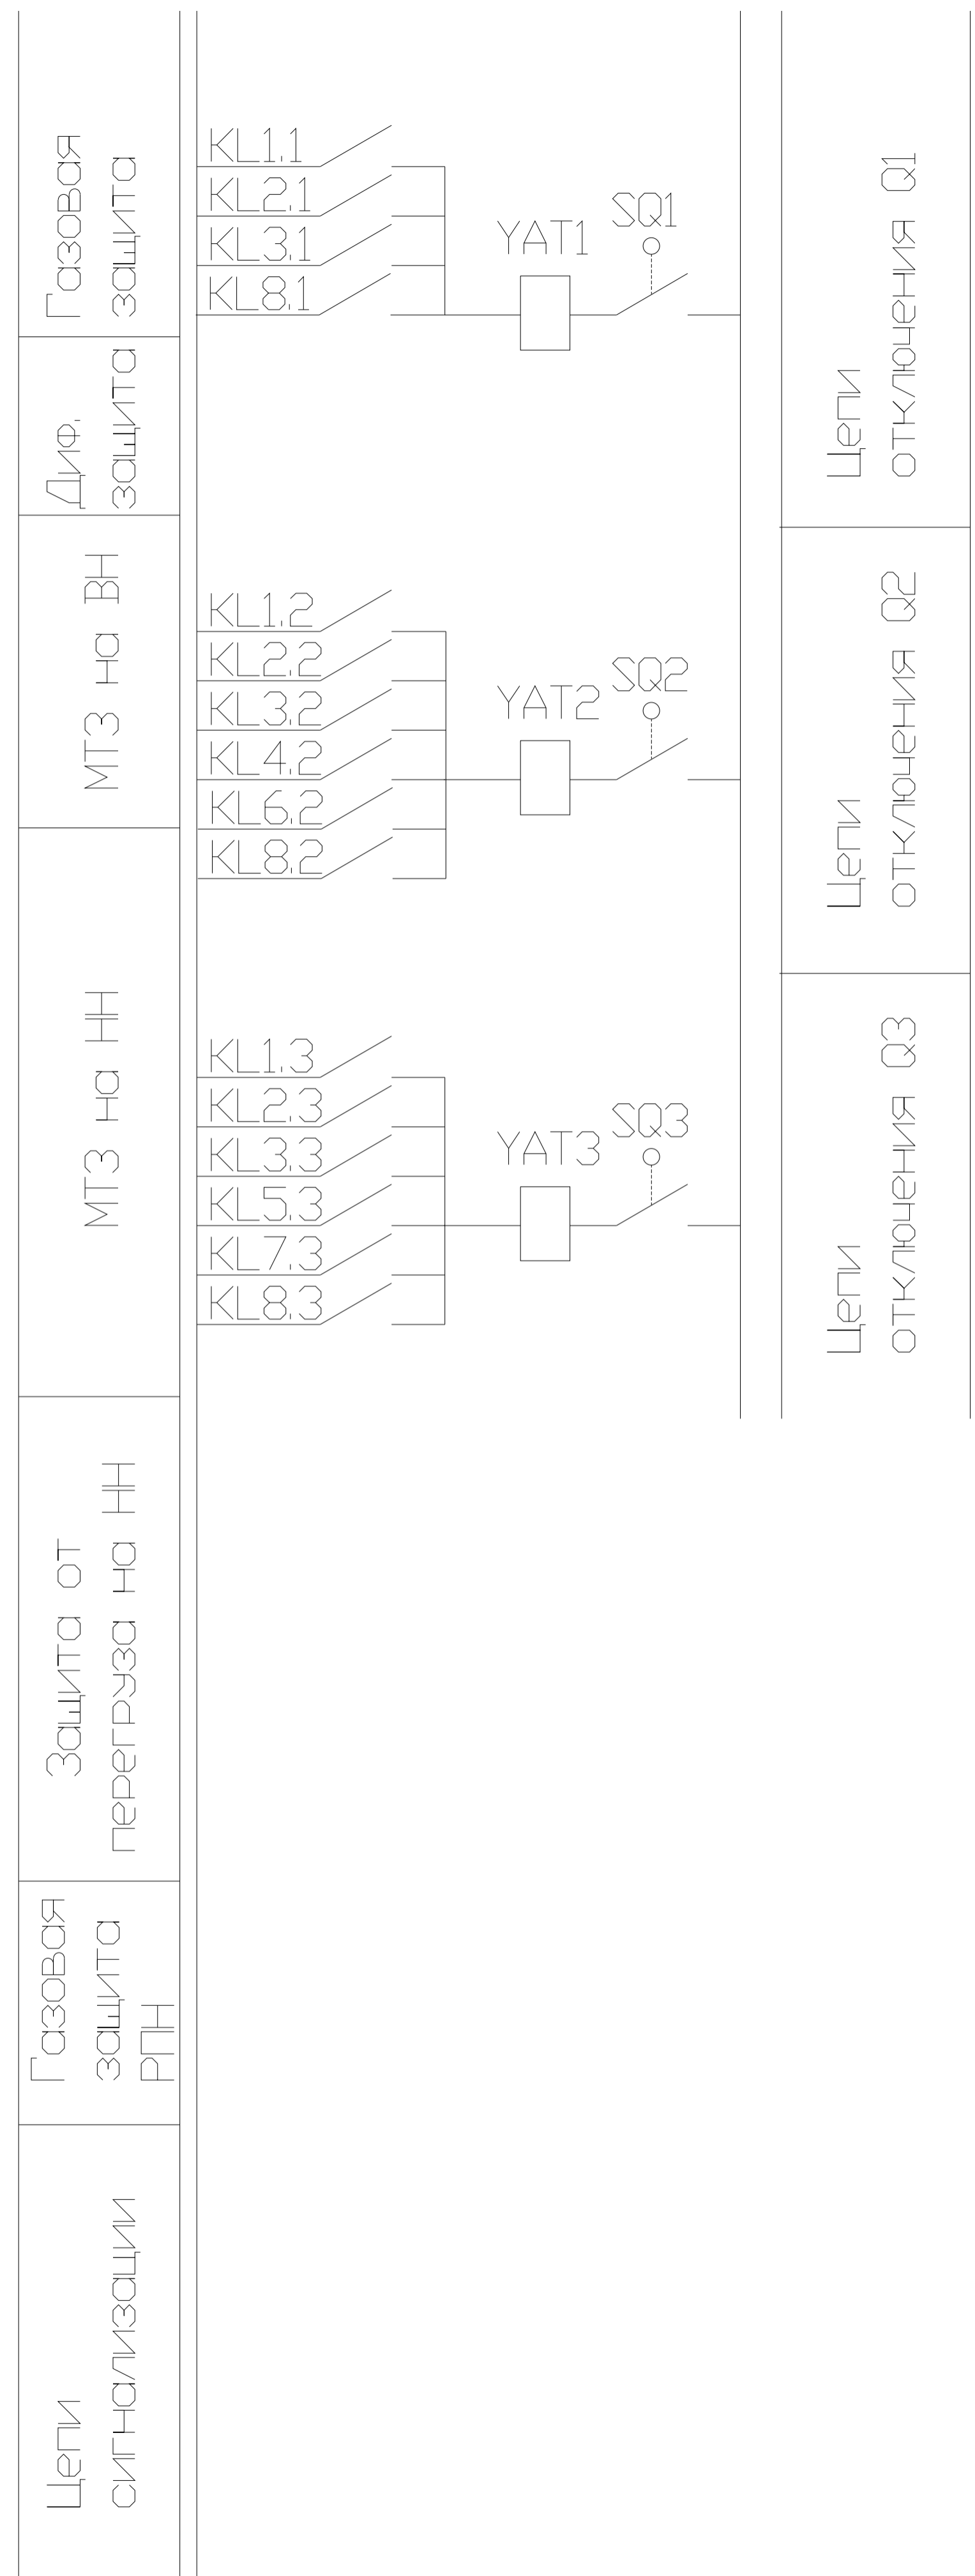 Газовая
защита
Диф.
защита
МТЗ на ВН
МТЗ на НН
Защита от
перегруза на НН
Газовая
защита
РПН
Цепи
сигнализации
KL1.1
KL2.1
KL3.1
KL8.1
YAT1
SQ1
KL1.2
KL2.2
KL3.2
KL4.2
KL6.2
KL8.2
YAT2
SQ2
KL1.3
KL2.3
KL3.3
KL5.3
KL7.3
KL8.3
YAT3
SQ3
Цепи
отключения Q1
Цепи
отключения Q2
Цепи
отключения Q3